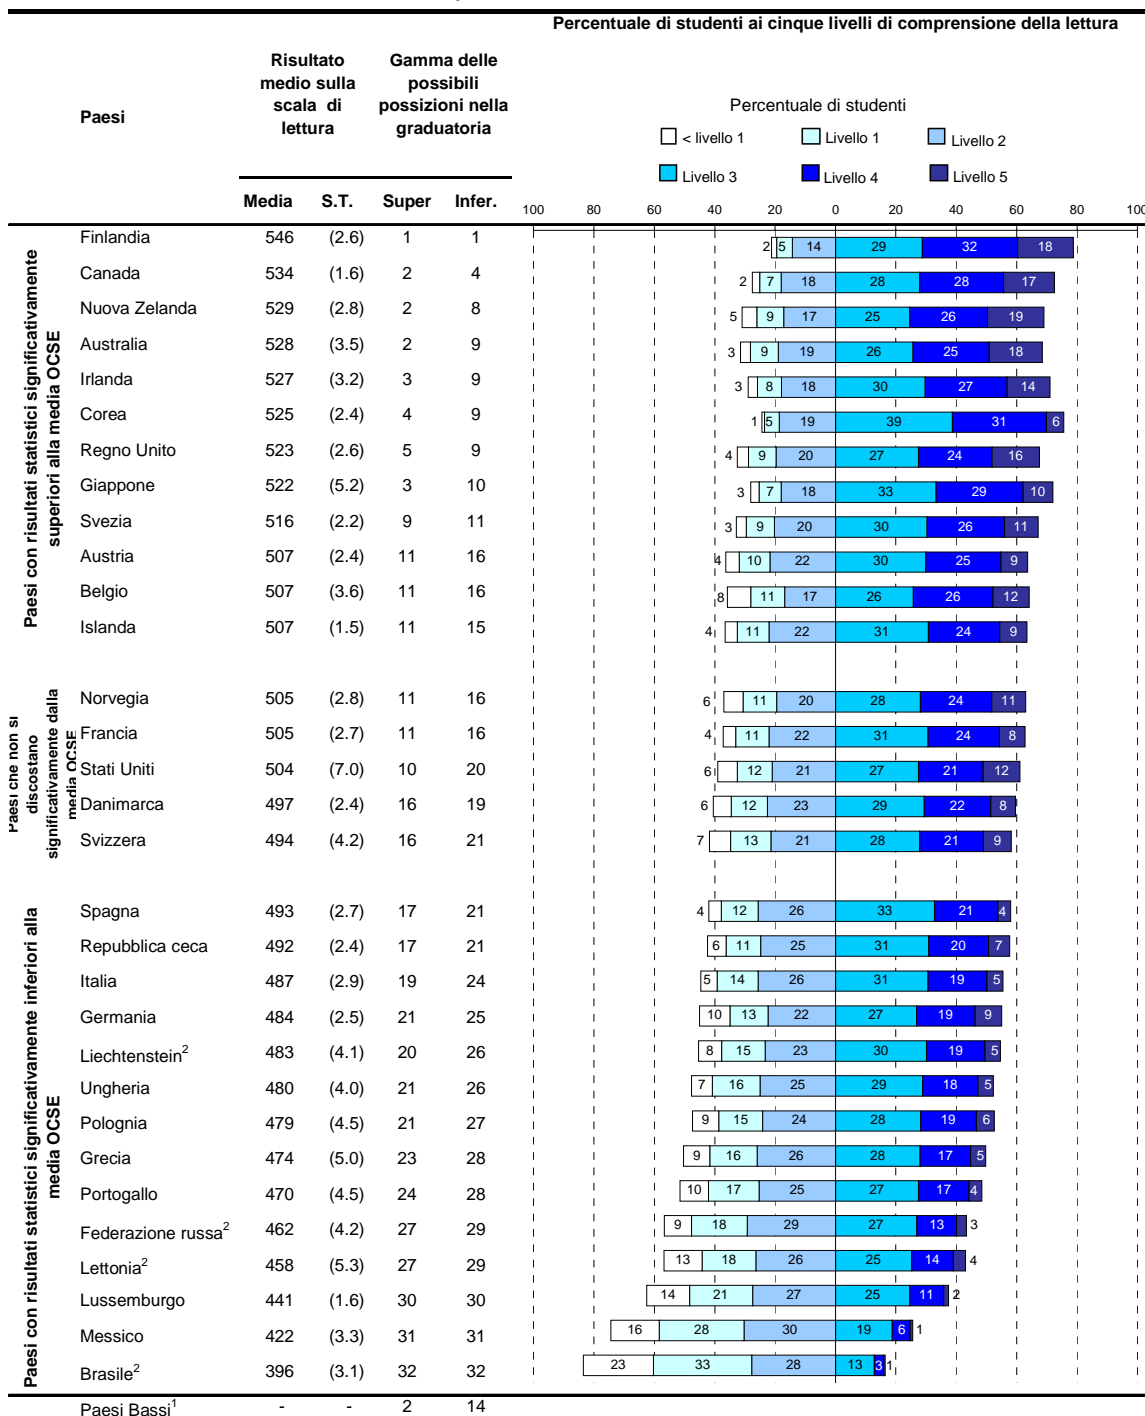 Percentuale di studenti ai cinque livelli di comprensione della lettura
Paesi
Risultato
medio sulla
scala di
lettura
Gamma delle
possibili
possizioni nella
graduatoria
Percentuale di studenti
< livello 1 Livello 1 Livello 2
Livello 3 Livello 4 Livello 5
Media S.T. Super Infer.
100 80 60 40 20 0 20 40 60 80 100
Paesi con risultati statistici significativamente
superiori alla media OCSE
Finlandia 546 (2.6) 1 1 2 5 14 29 32 18
Canada 534 (1.6) 2 4 2 7 18 28 28 17
Nuova Zelanda 529 (2.8) 2 8 5 9 17 25 26 19
Australia 528 (3.5) 2 9 3 9 19 26 25 18
Irlanda 527 (3.2) 3 9 3 8 18 30 27 14
Corea 525 (2.4) 4 9 1 5 19 39 31 6
Regno Unito 523 (2.6) 5 9 4 9 20 27 24 16
Giappone 522 (5.2) 3 10 3 7 18 33 29 10
Svezia 516 (2.2) 9 11 3 9 20 30 26 11
Austria 507 (2.4) 11 16 4 10 22 30 25 9
Belgio 507 (3.6) 11 16 8 11 17 26 26 12
Islanda 507 (1.5) 11 15 4 11 22 31 24 9
Paesi che non si
discostano
significativamente dalla
media OCSE
Norvegia 505 (2.8) 11 16 6 11 20 28 24 11
Francia 505 (2.7) 11 16 4 11 22 31 24 8
Stati Uniti 504 (7.0) 10 20 6 12 21 27 21 12
Danimarca 497 (2.4) 16 19 6 12 23 29 22 8
Svizzera 494 (4.2) 16 21 7 13 21 28 21 9
Paesi con risultati statistici significativamente inferiori alla
media OCSE
Spagna 493 (2.7) 17 21 4 12 26 33 21 4
Repubblica ceca 492 (2.4) 17 21 6 11 25 31 20 7
Italia 487 (2.9) 19 24 5 14 26 31 19 5
Germania 484 (2.5) 21 25 10 13 22 27 19 9
Liechtenstein² 483 (4.1) 20 26 8 15 23 30 19 5
Ungheria 480 (4.0) 21 26 7 16 25 29 18 5
Polognia 479 (4.5) 21 27 9 15 24 28 19 6
Grecia 474 (5.0) 23 28 9 16 26 28 17 5
Portogallo 470 (4.5) 24 28 10 17 25 27 17 4
Federazione russa² 462 (4.2) 27 29 9 18 29 27 13 3
Lettonia² 458 (5.3) 27 29 13 18 26 25 14 4
Lussemburgo 441 (1.6) 30 30 14 21 27 25 11 2
Messico 422 (3.3) 31 31 16 28 30 19 6 1
Brasile² 396 (3.1) 32 32 23 33 28 13 3 1
Paesi Bassi¹ - - 2 14